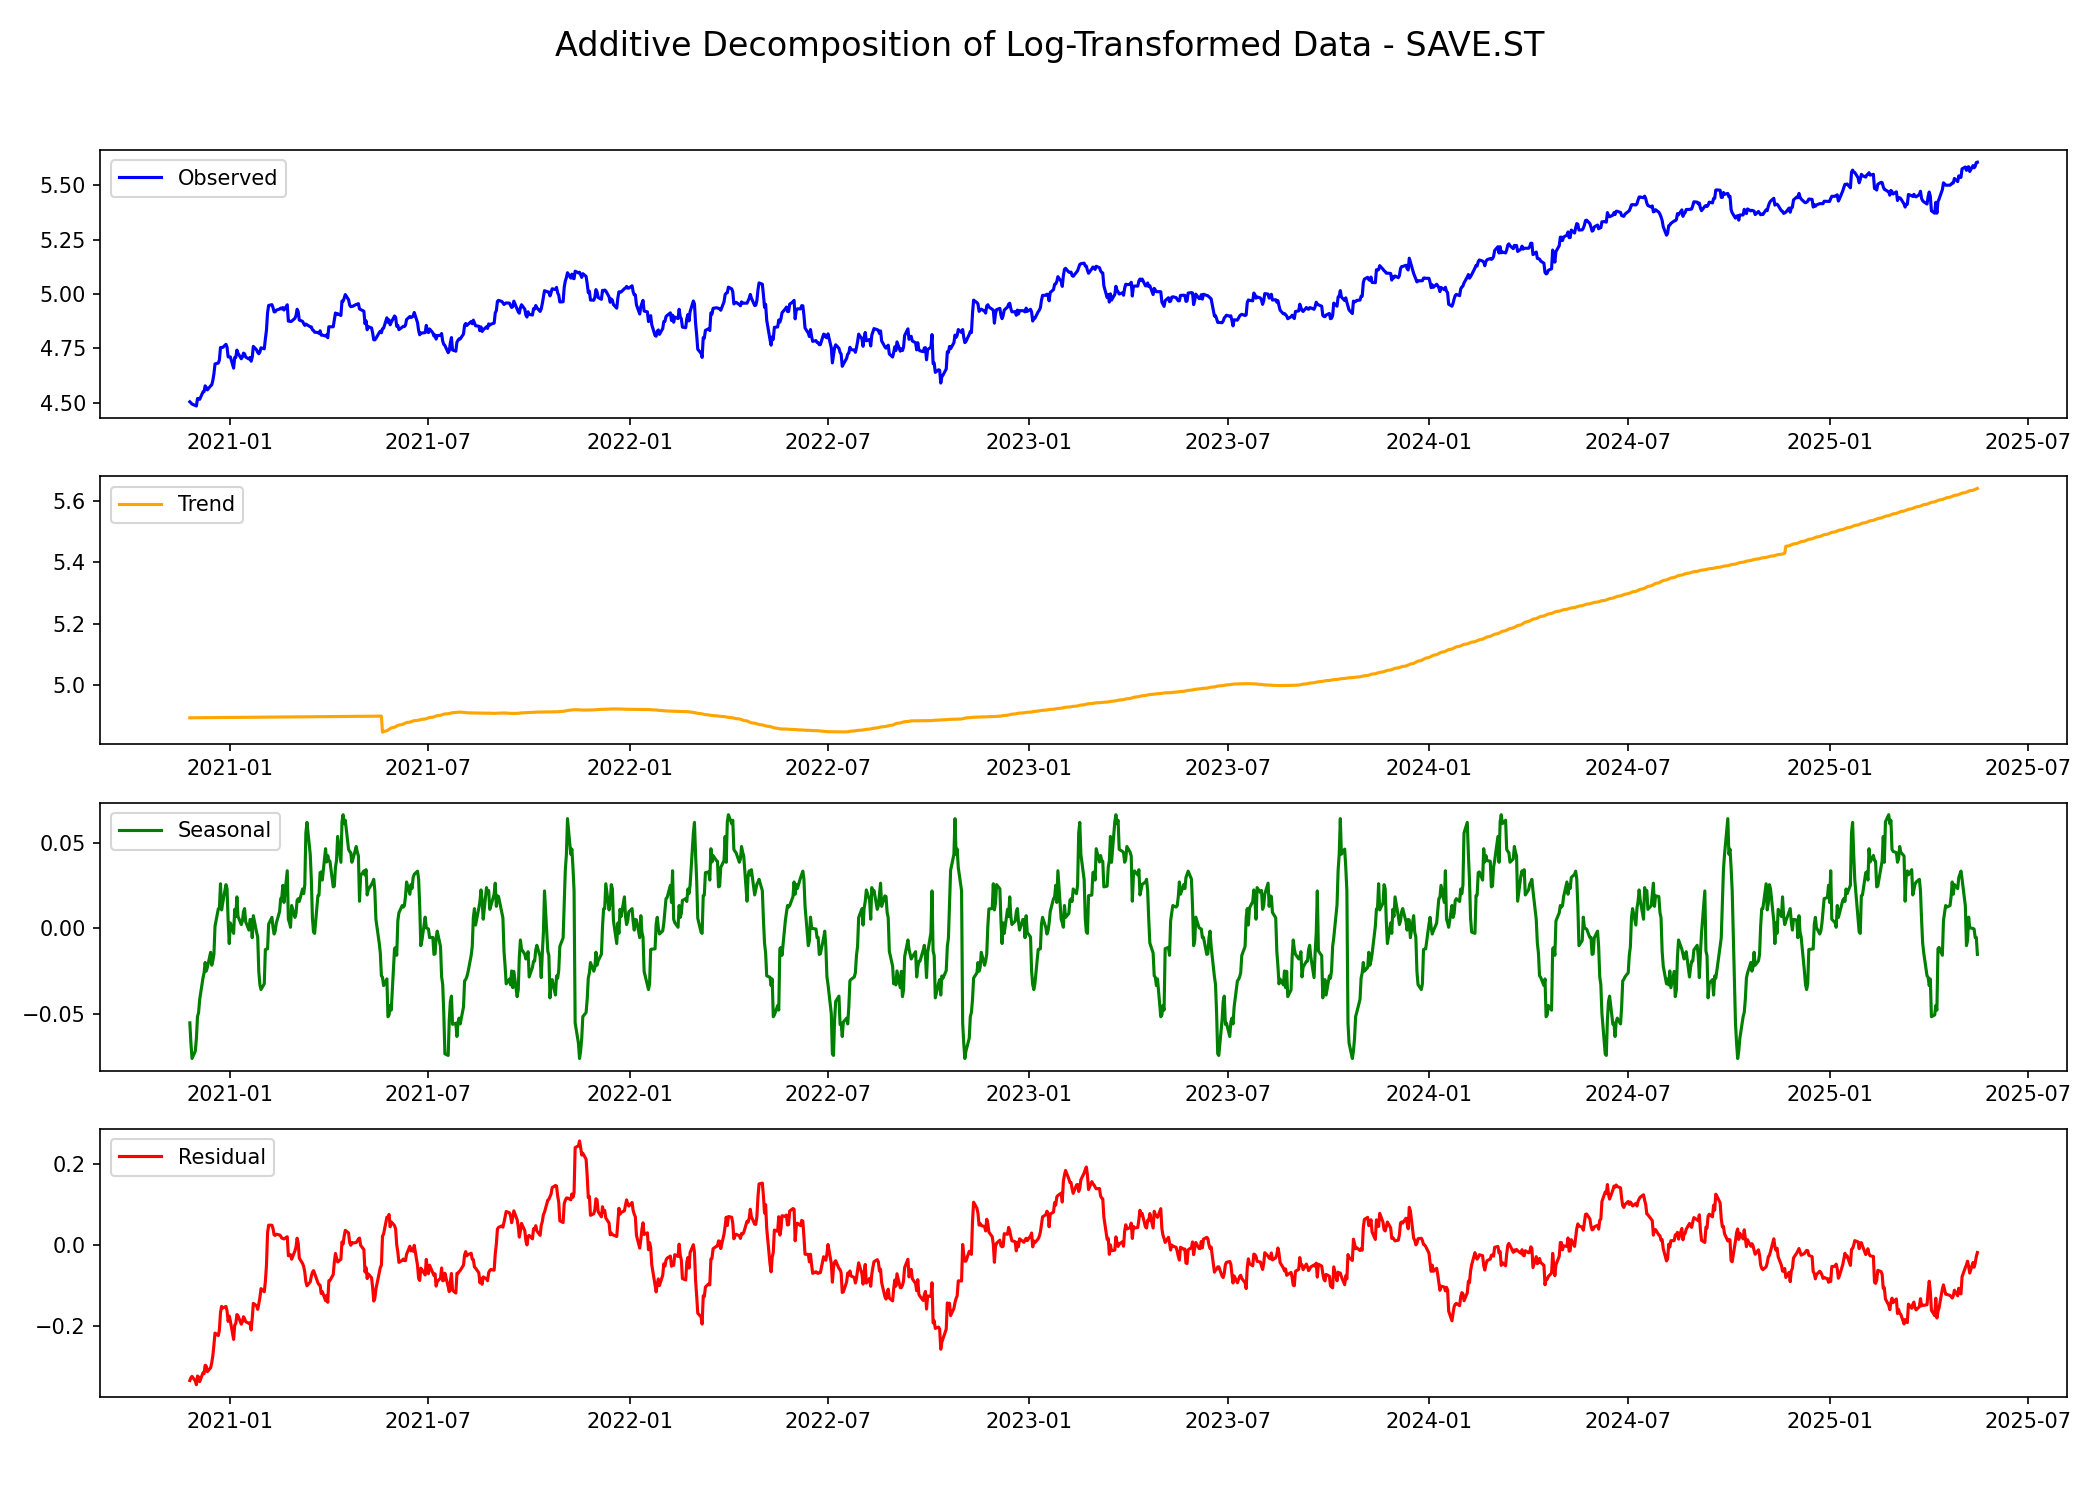 Additive Decomposition of Log-Transformed Data - SAVE.ST
Observed
5.50
5.25
5.00
4.75
4.50
2021-01 2021-07 2022-01 2022-07 2023-01 2023-07 2024-01 2024-07 2025-01 2025-07
Trend
5.6
5.4
5.2
5.0
2021-01 2021-07 2022-01 2022-07 2023-01 2023-07 2024-01 2024-07 2025-01 2025-07
Seasonal
0.05
0.00
−0.05
2021-01 2021-07 2022-01 2022-07 2023-01 2023-07 2024-01 2024-07 2025-01 2025-07
Residual
0.2
0.0
−0.2
2021-01 2021-07 2022-01 2022-07 2023-01 2023-07 2024-01 2024-07 2025-01 2025-07